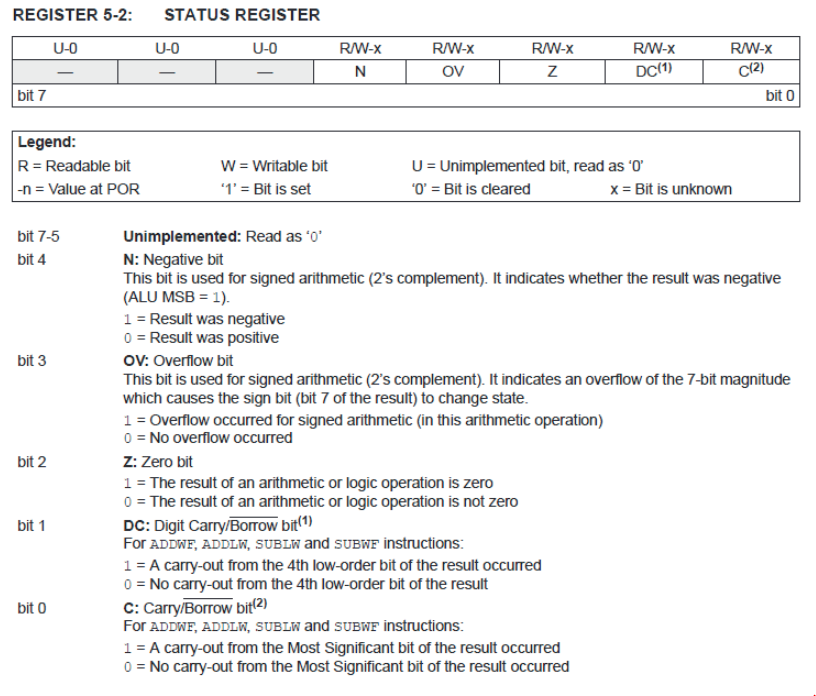 REGISTER 5-2: STATUS REGISTER
U-0 U-0 U-0 R/W-x R/W-x R/W-x R/W-x R/W-x
— — — N OV Z DC(1) C(2)
bit 7 bit 0
Legend:
R = Readable bit W = Writable bit U = Unimplemented bit, read as ‘0’
-n = Value at POR ‘1’ = Bit is set ‘0’ = Bit is cleared x = Bit is unknown
bit 7-5 Unimplemented: Read as ‘0’
bit 4 N: Negative bit
This bit is used for signed arithmetic (2’s complement). It indicates whether the result was negative
(ALU MSB = 1).
1 = Result was negative
0 = Result was positive
bit 3 OV: Overflow bit
This bit is used for signed arithmetic (2’s complement). It indicates an overflow of the 7-bit magnitude
which causes the sign bit (bit 7 of the result) to change state.
1 = Overflow occurred for signed arithmetic (in this arithmetic operation)
0 = No overflow occurred
bit 2 Z: Zero bit
1 = The result of an arithmetic or logic operation is zero
0 = The result of an arithmetic or logic operation is not zero
bit 1 DC: Digit Carry/Borrow bit(1)
For ADDWF, ADDLW, SUBLW and SUBWF instructions:
1 = A carry-out from the 4th low-order bit of the result occurred
0 = No carry-out from the 4th low-order bit of the result
bit 0 C: Carry/Borrow bit(2)
For ADDWF, ADDLW, SUBLW and SUBWF instructions:
1 = A carry-out from the Most Significant bit of the result occurred
0 = No carry-out from the Most Significant bit of the result occurred